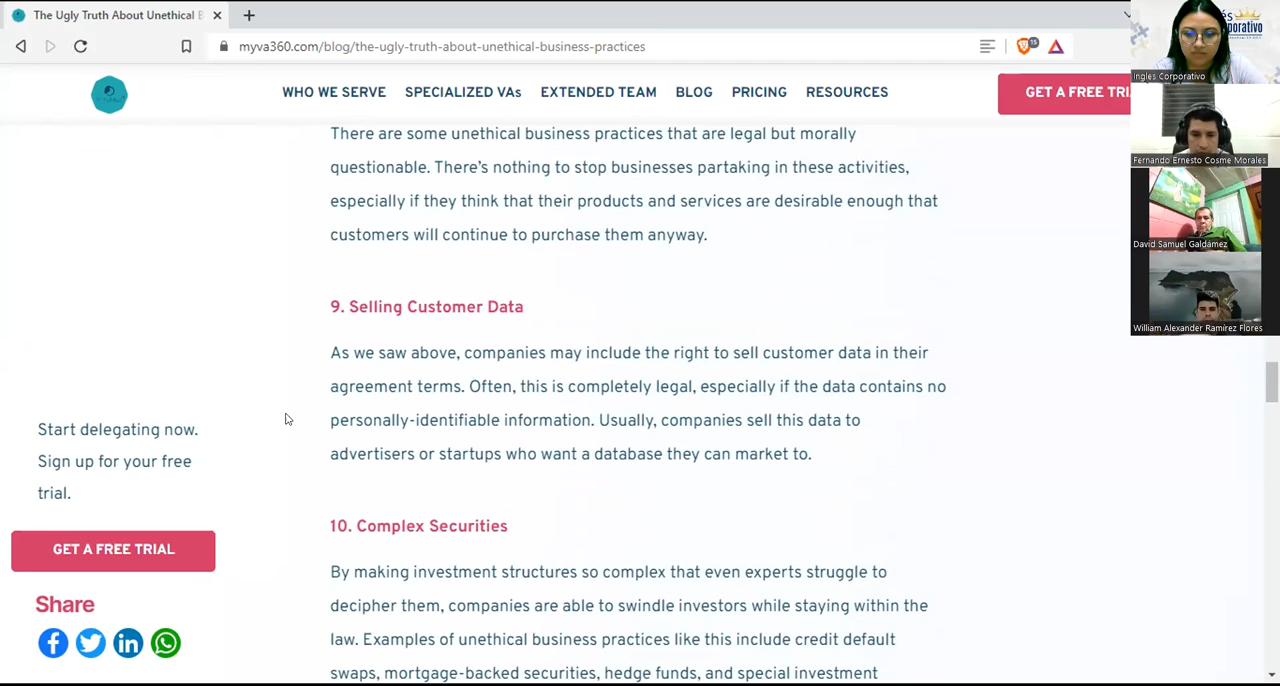 The Ugly Truth About Unethical B
myva360.com/blog/the-ugly-truth-about-unethical-business-practices
15
WHO WE SERVE SPECIALIZED VAs EXTENDED TEAM BLOG PRICING RESOURCES
GET A FREE TRI
There are some unethical business practices that are legal but morally
questionable. There's nothing to stop businesses partaking in these activities,
especially if they think that their products and services are desirable enough that
customers will continue to purchase them anyway.
9. Selling Customer Data
As we saw above, companies may include the right to sell customer data in their
agreement terms. Often, this is completely legal, especially if the data contains no
personally-identifiable information. Usually, companies sell this data to
advertisers or startups who want a database they can market to.
10. Complex Securities
By making investment structures so complex that even experts struggle to
decipher them, companies are able to swindle investors while staying within the
law. Examples of unethical business practices like this include credit default
swaps, mortgage-backed securities, hedge funds, and special investment
Start delegating now.
Sign up for your free
trial.
GET A FREE TRIAL
Share
Ingles Corporativo
Fernando Ernesto Cosme Morales
David Samuel Galdámez
William Alexander Ramírez Flores